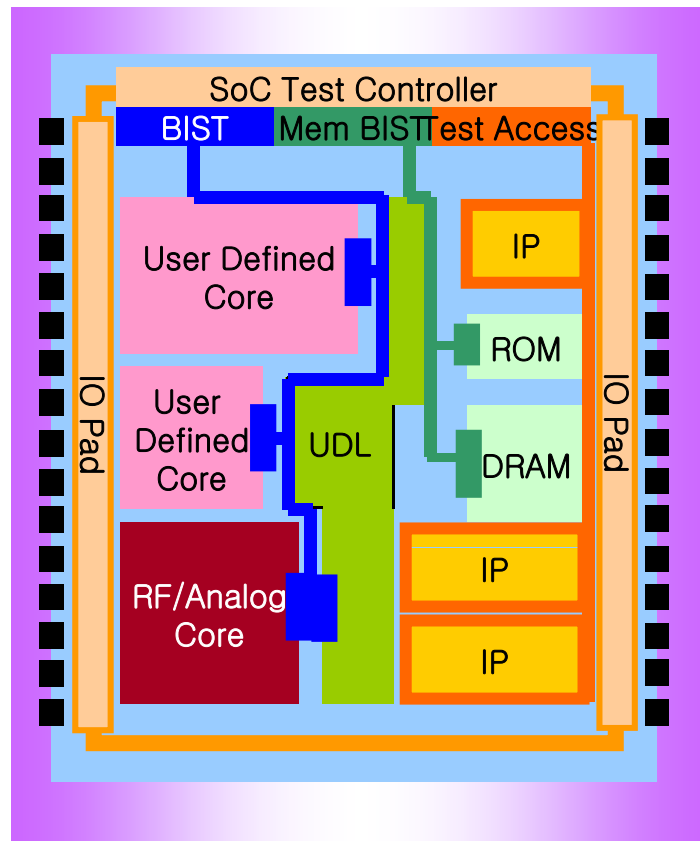 SoC Test Controller
BIST
Mem BIST
Test Access
User Defined
Core
IP
ROM
IO Pad
IO Pad
User
Defined
Core
UDL
DRAM
RF/Analog
Core
IP
IP